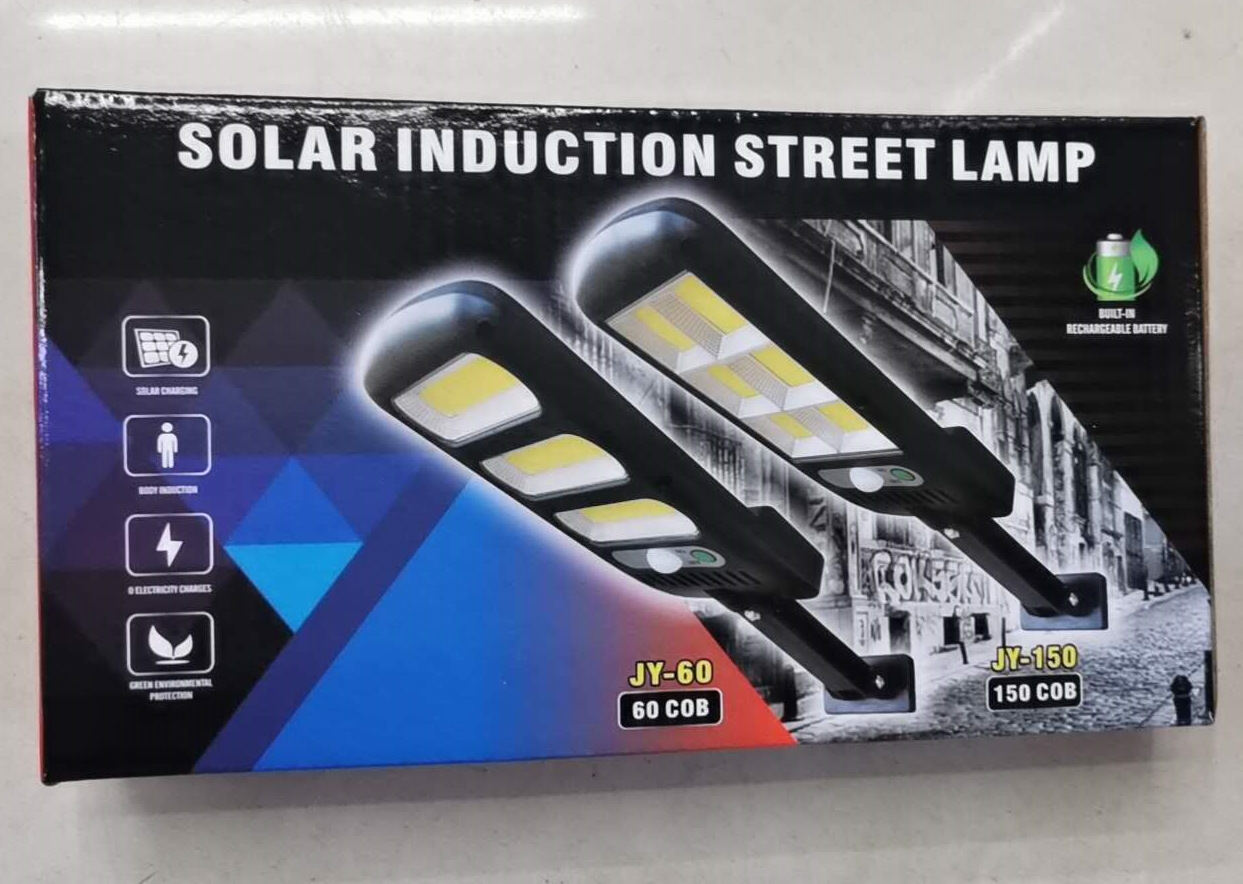 SOLAR INDUCTION STREET LAMP
BUILT-IN
RECHARGEABLE BATTERY
SOLAR CHARGING
BODY INDUCTION
0 ELECTRICITY CHARGES
GREEN ENVIRONMENTAL
PROTECTION
JY-60
60 COB
JY-150
150 COB